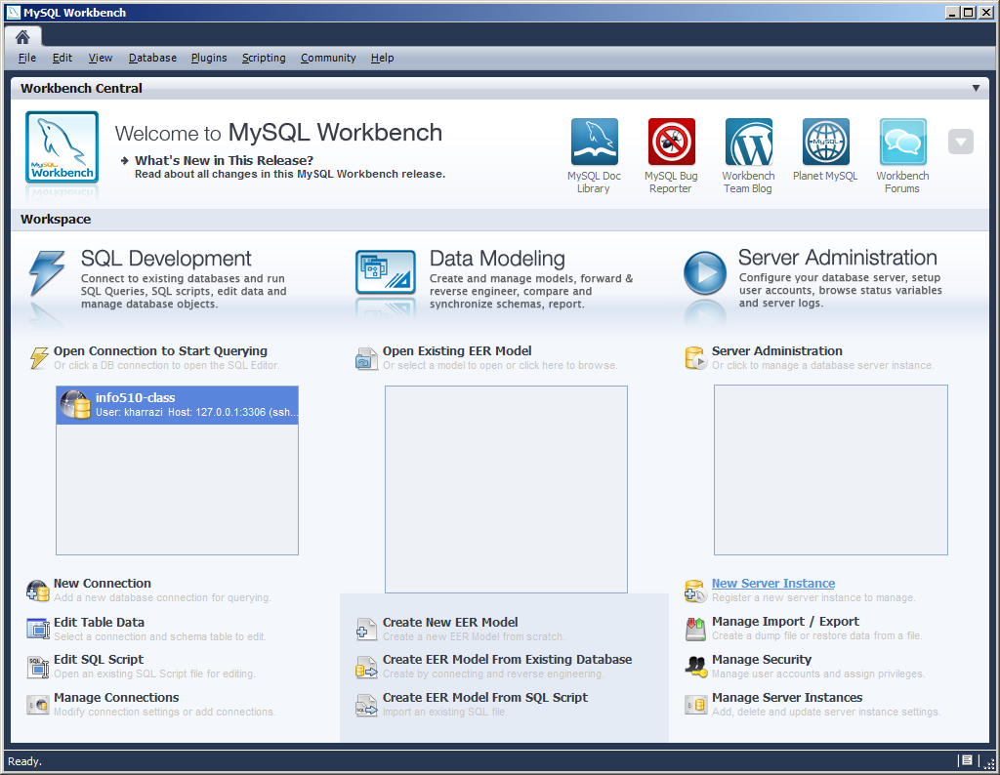 MySQL Workbench
File Edit View Database Plugins Scripting Community Help
Workbench Central
MySQL
Workbench
Welcome to MySQL Workbench
What's New in This Release?
Read about all changes in this MySQL Workbench release.
MySQL
MySQL Doc
Library
MySQL Bug
Reporter
Workbench
Team Blog
Planet MySQL
Workbench
Forums
Workspace
SQL Development
Connect to existing databases and run
SQL Queries, SQL scripts, edit data and
manage database objects.
Open Connection to Start Querying
Or click a DB connection to open the SQL Editor.
info510-class
User: kharrazi Host: 127.0.0.1:3306 (ssh...
New Connection
Add a new database connection for querying.
Edit Table Data
Select a connection and schema table to edit.
SQL
Edit SQL Script
Open an existing SQL Script file for editing.
Manage Connections
Modify connection settings or add connections.
Data Modeling
Create and manage models, forward &
reverse engineer, compare and
synchronize schemas, report.
Open Existing EER Model
Or select a model to open or click here to browse.
Create New EER Model
Create a new EER Model from scratch.
Create EER Model From Existing Database
Create by connecting and reverse engineering.
Create EER Model From SQL Script
Import an existing SQL file.
Server Administration
Configure your database server, setup
user accounts, browse status variables
and server logs.
Server Administration
Or click to manage a database server instance.
New Server Instance
Register a new server instance to manage.
Manage Import / Export
Create a dump file or restore data from a file.
Manage Security
Manage user accounts and assign privileges.
Manage Server Instances
Add, delete and update server instance settings.
Ready.